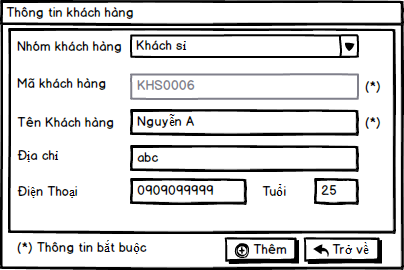 Thông tin khách hàng
Nhóm khách hàng Khách sỉ
Mã khách hàng KHS0006 (*)
Tên Khách hàng Nguyễn A (*)
Địa chỉ abc
Điện Thoại 0909099999 Tuổi 25
(*) Thông tin bắt buộc Thêm Trở về